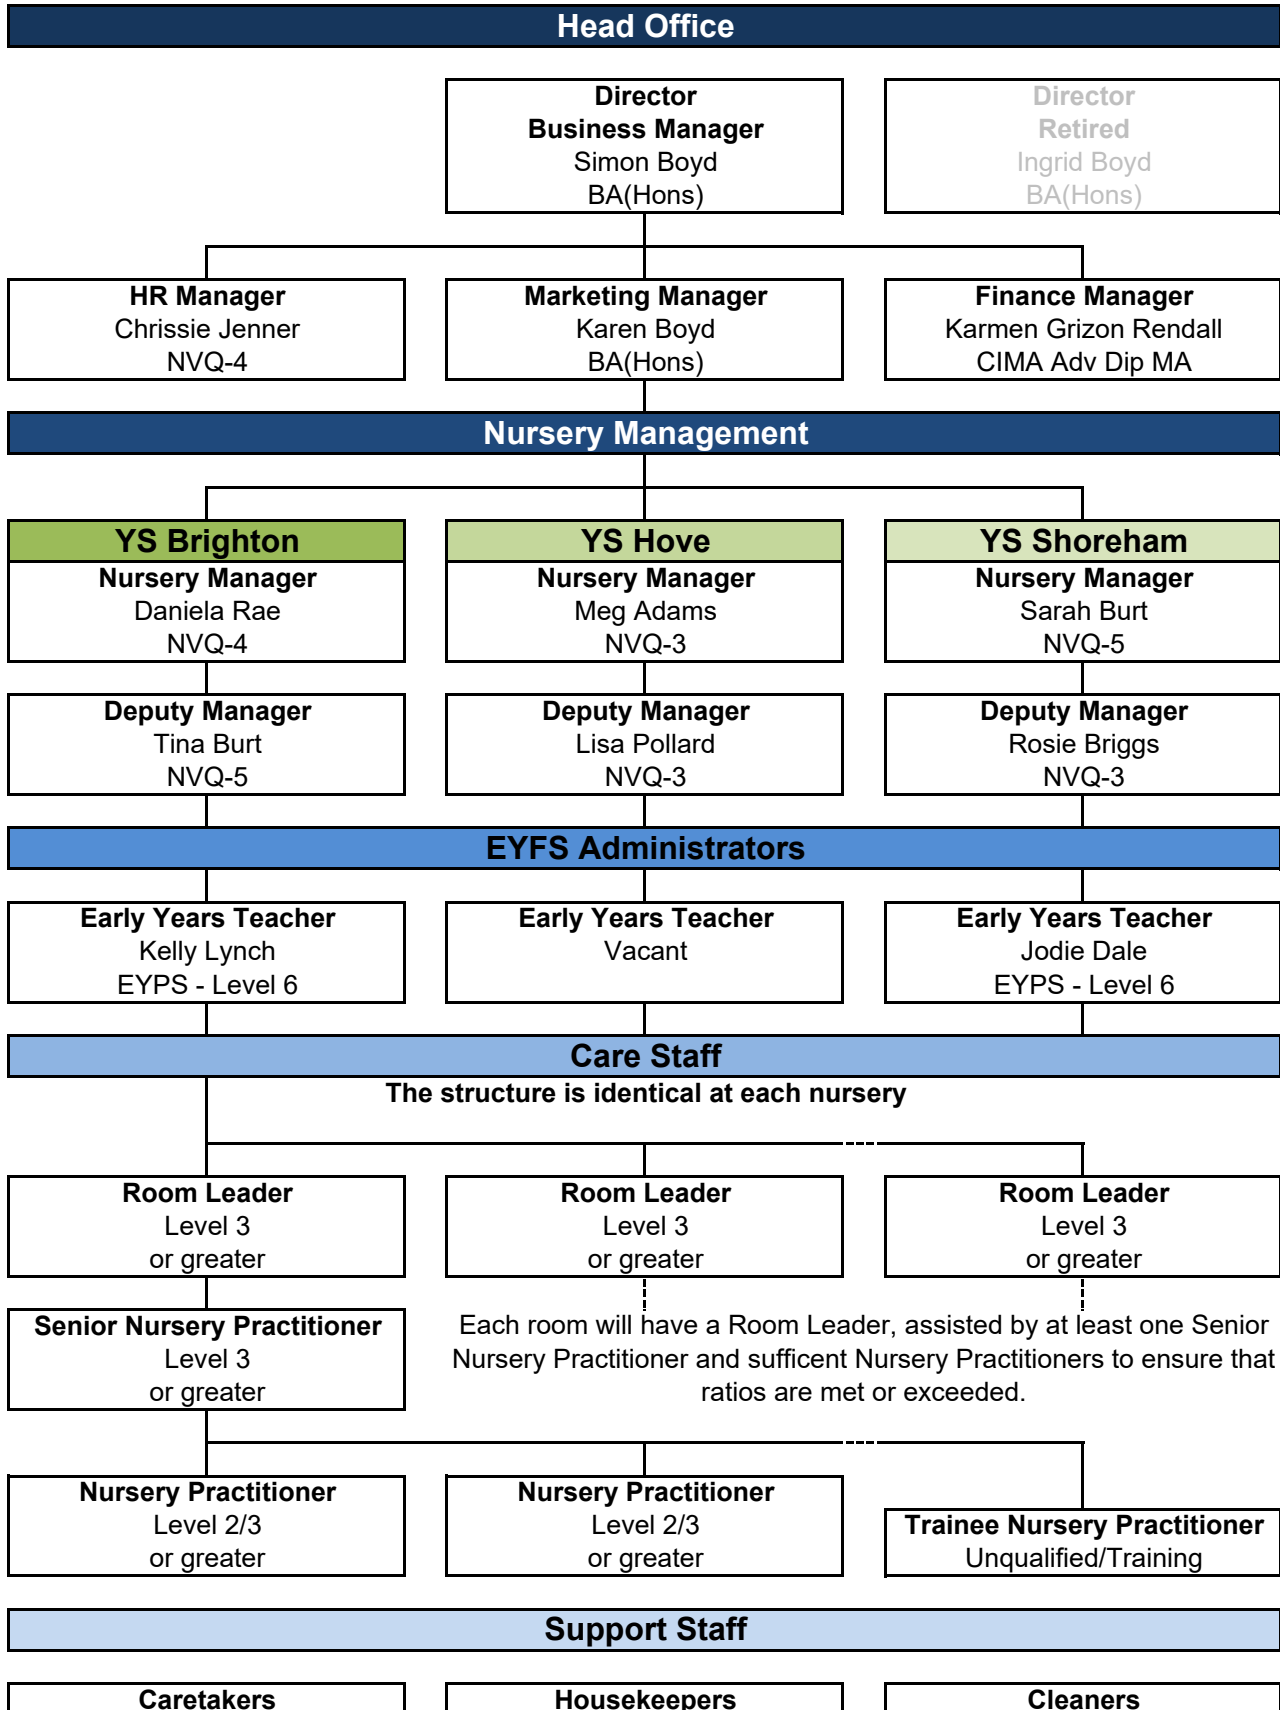 Head Office
Director
Business Manager
Simon Boyd
BA(Hons)
Director
Retired
Ingrid Boyd
BA(Hons)
HR Manager
Chrissie Jenner
NVQ-4
Marketing Manager
Karen Boyd
BA(Hons)
Finance Manager
Karmen Grizon Rendall
CIMA Adv Dip MA
Nursery Management
YS Brighton
Nursery Manager
Daniela Rae
NVQ-4
YS Hove
Nursery Manager
Meg Adams
NVQ-3
YS Shoreham
Nursery Manager
Sarah Burt
NVQ-5
Deputy Manager
Tina Burt
NVQ-5
Deputy Manager
Lisa Pollard
NVQ-3
Deputy Manager
Rosie Briggs
NVQ-3
EYFS Administrators
Early Years Teacher
Kelly Lynch
EYPS - Level 6
Early Years Teacher
Vacant
Early Years Teacher
Jodie Dale
EYPS - Level 6
Care Staff
The structure is identical at each nursery
Room Leader
Level 3
or greater
Room Leader
Level 3
or greater
Room Leader
Level 3
or greater
Senior Nursery Practitioner
Level 3
or greater
Each room will have a Room Leader, assisted by at least one Senior
Nursery Practitioner and sufficent Nursery Practitioners to ensure that
ratios are met or exceeded.
Nursery Practitioner
Level 2/3
or greater
Nursery Practitioner
Level 2/3
or greater
Trainee Nursery Practitioner
Unqualified/Training
Support Staff
Caretakers
Housekeepers
Cleaners